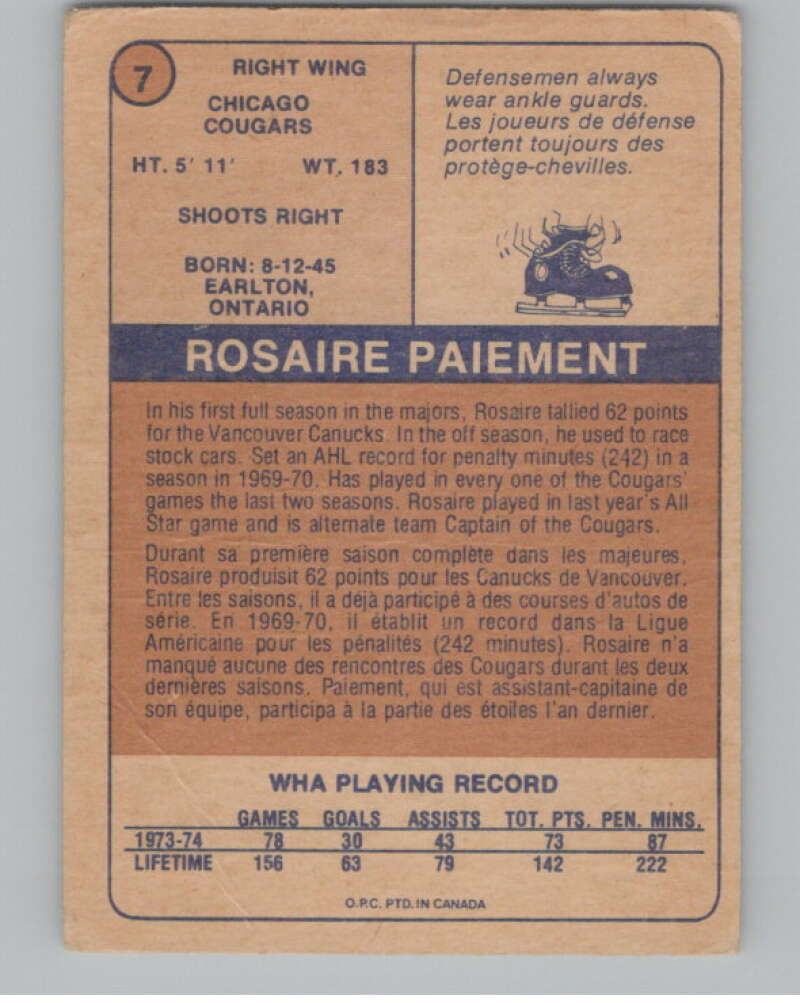 7
RIGHT WING
CHICAGO
COUGARS
HT. 5' 11' WT. 183
SHOOTS RIGHT
BORN: 8-12-45
EARLTON,
ONTARIO
Defensemen always
wear ankle guards.
Les joueurs de défense
portent toujours des
protège-chevilles.
ROSAIRE PAIEMENT
In his first full season in the majors, Rosaire tallied 62 points
for the Vancouver Canucks. In the off season, he used to race
stock cars. Set an AHL record for penalty minutes (242) in a
season in 1969-70. Has played in every one of the Cougars'
games the last two seasons. Rosaire played in last year's All
Star game and is alternate team Captain of the Cougars.
Durant sa première saison complète dans les majeures,
Rosaire produisit 62 points pour les Canucks de Vancouver.
Entre les saisons, il a déjà participé à des courses d'autos de
série. En 1969-70, il établit un record dans la Ligue
Américaine pour les pénalités (242 minutes). Rosaire n'a
manqué aucune des rencontres des Cougars durant les deux
dernières saisons. Paiement, qui est assistant-capitaine de
son équipe, participa à la partie des étoiles l'an dernier.
WHA PLAYING RECORD
GAMES GOALS ASSISTS TOT. PTS. PEN. MINS.
1973-74 78 30 43 73 87
LIFETIME 156 63 79 142 222
O.P.C. PTD. IN CANADA